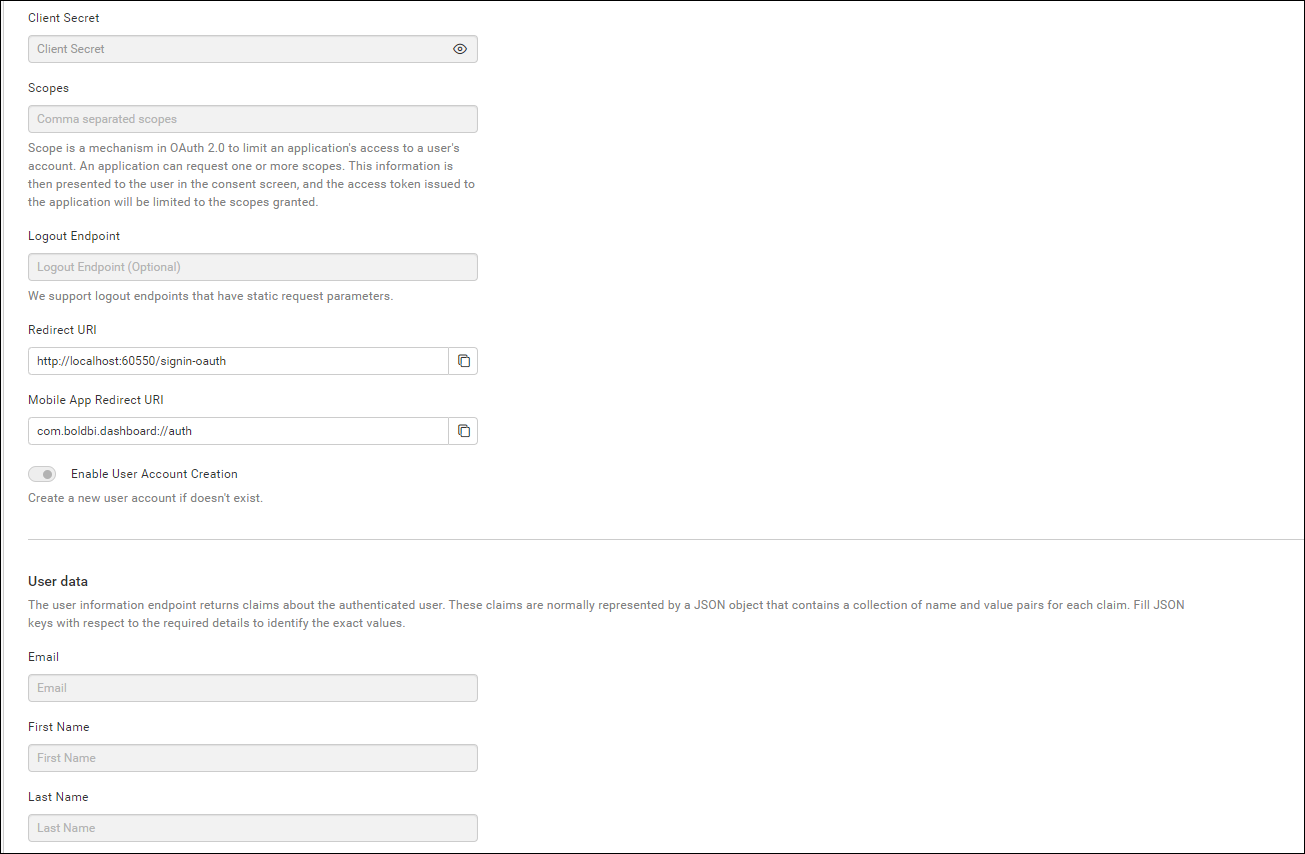 Client Secret
Client Secret
Scopes
Comma separated scopes
Scope is a mechanism in OAuth 2.0 to limit an application's access to a user's
account. An application can request one or more scopes. This information is
then presented to the user in the consent screen, and the access token issued to
the application will be limited to the scopes granted.
Logout Endpoint
Logout Endpoint (Optional)
We support logout endpoints that have static request parameters.
Redirect URI
http://localhost:60550/signin-oauth
Mobile App Redirect URI
com.boldbi.dashboard://auth
Enable User Account Creation
Create a new user account if doesn't exist.
User data
The user information endpoint returns claims about the authenticated user. These claims are normally represented by a JSON object that contains a collection of name and value pairs for each claim. Fill JSON
keys with respect to the required details to identify the exact values.
Email
Email
First Name
First Name
Last Name
Last Name